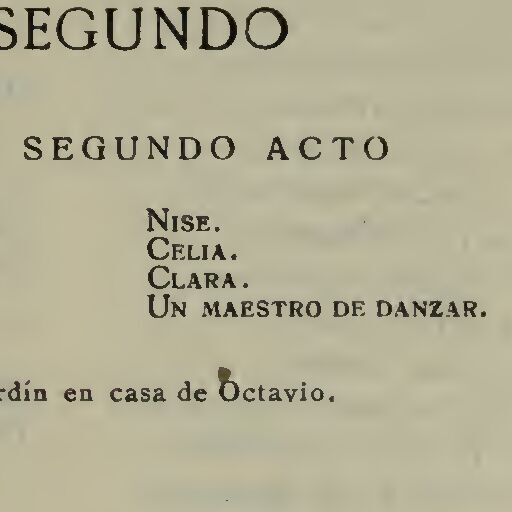 SEGUNDO
SEGUNDO ACTO
NISE.
CELIA.
CLARA.
UN MAESTRO DE DANZAR.
rdín en casa de Octavio.